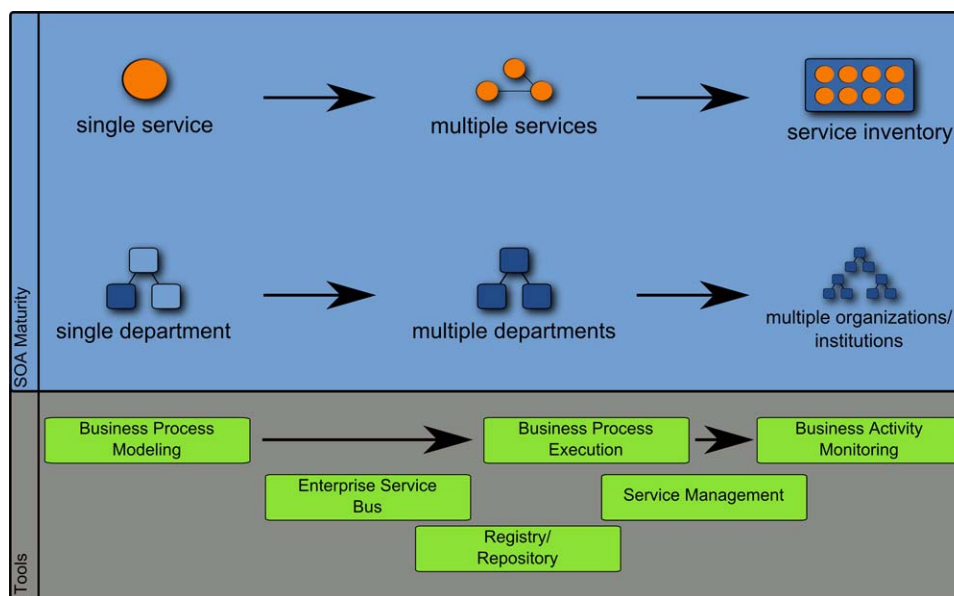 single service
multiple services
service inventory
single department
multiple departments
multiple organizations/
institutions
SOA Maturity
Business Process
Modeling
Business Process
Execution
Business Activity
Monitoring
Enterprise Service
Bus
Service Management
Registry/
Repository
Tools